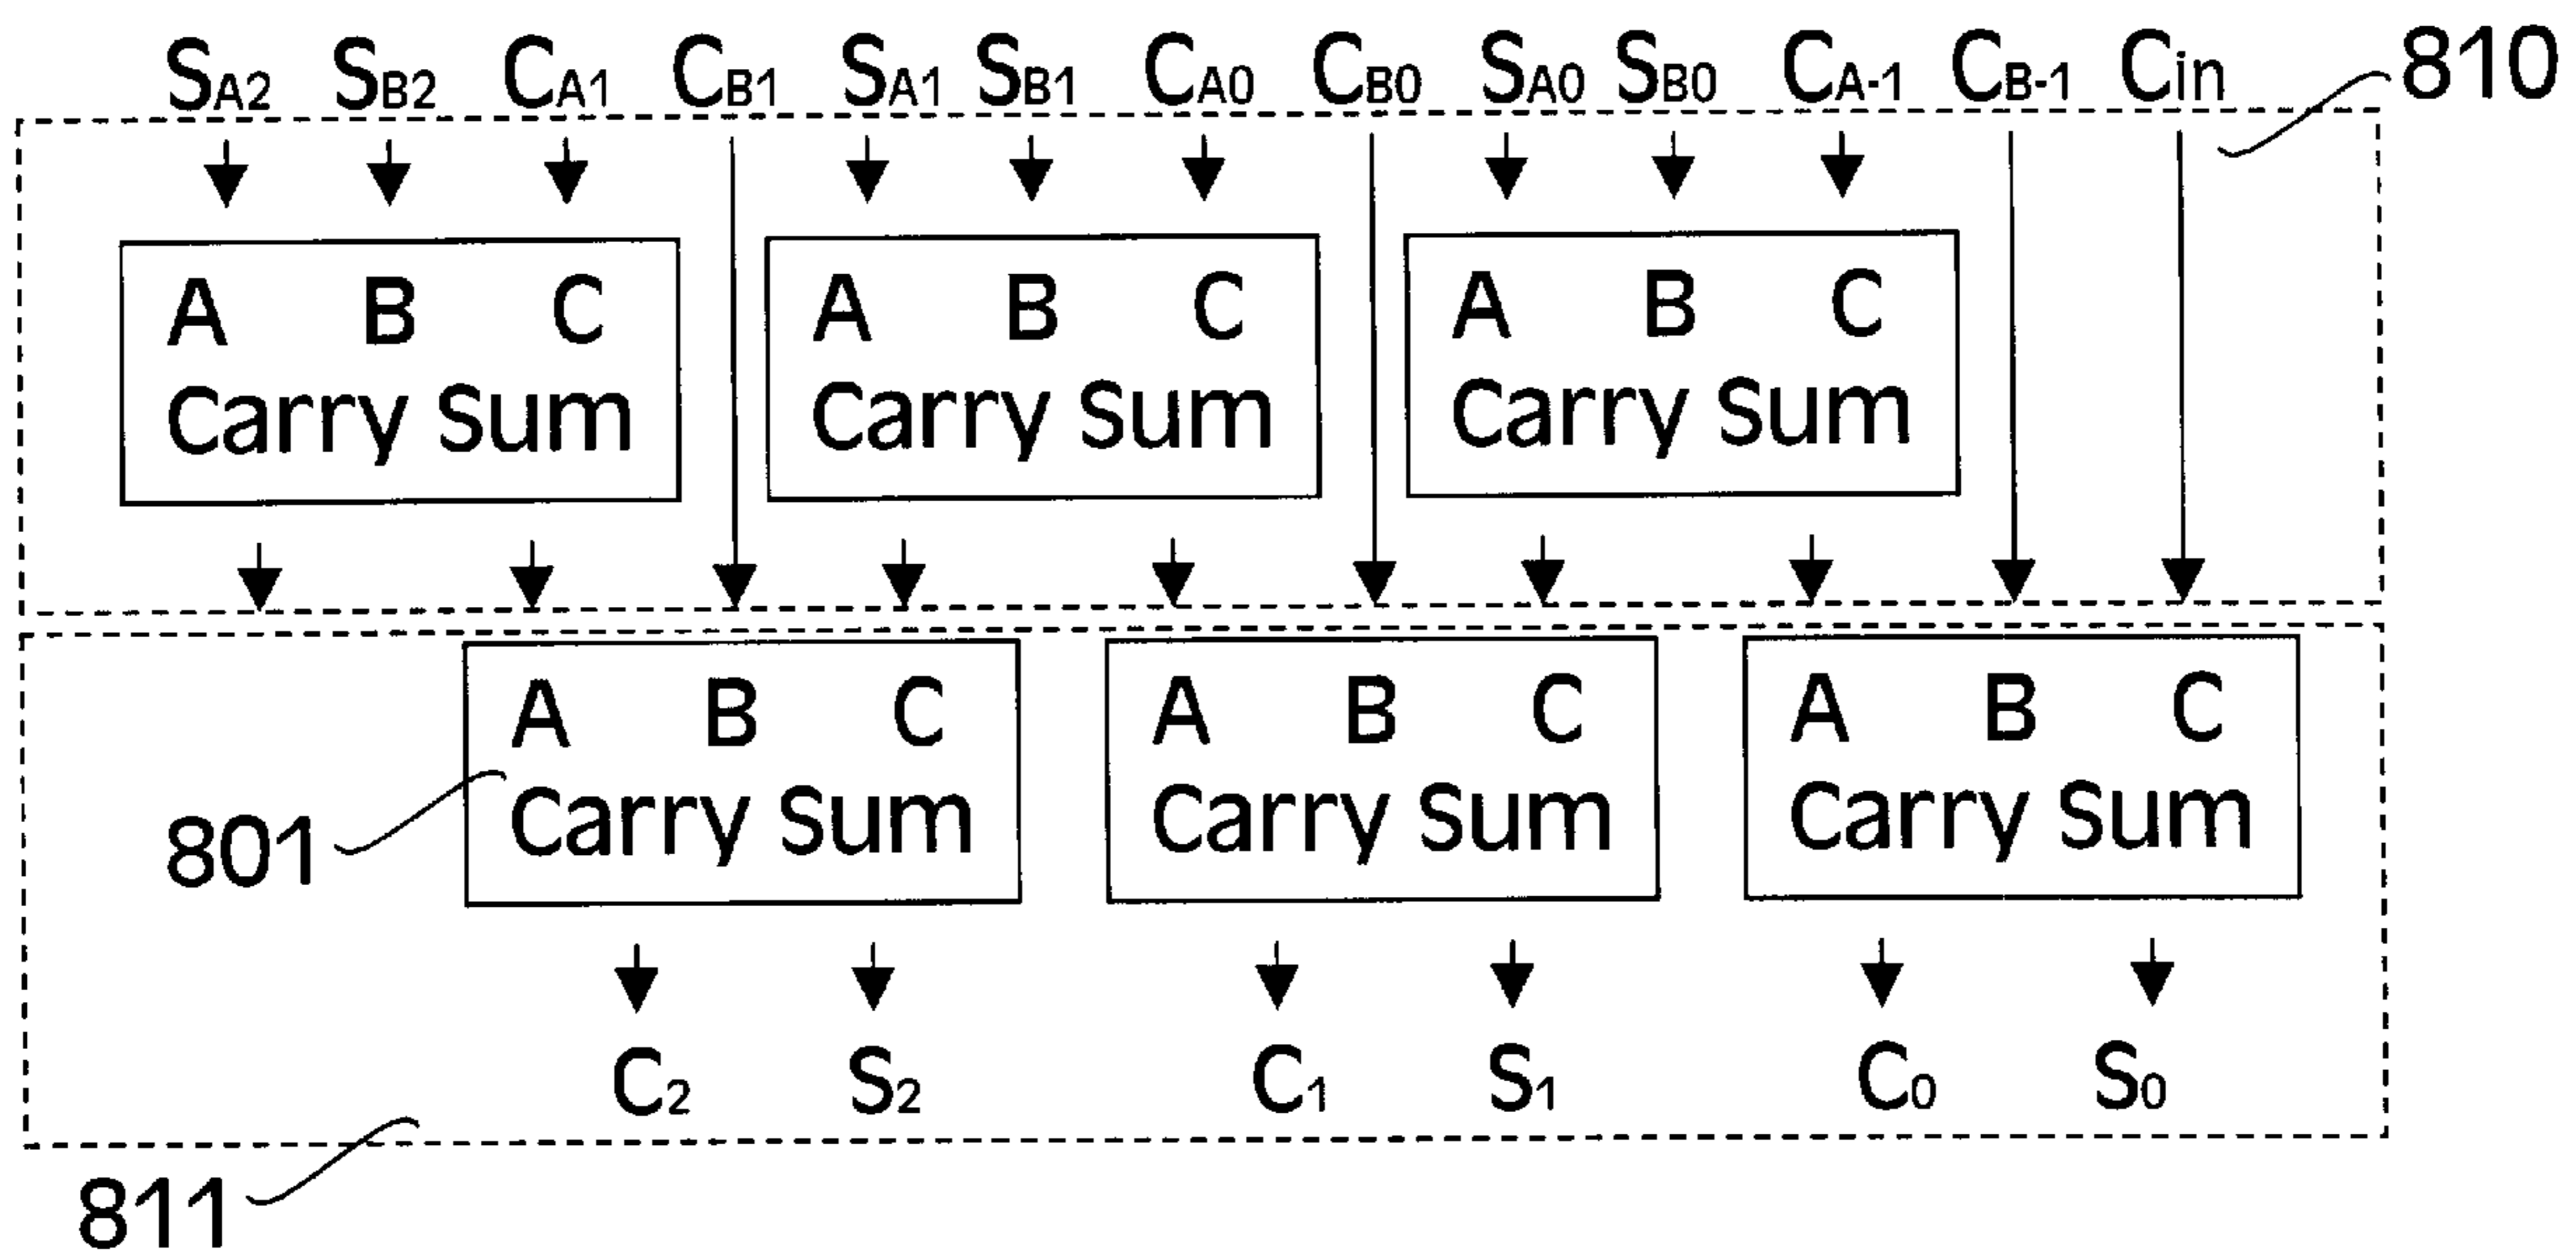 SA2 SB2 CA1 CB1 SA1 SB1 CA0 CB0 SA0 SB0 CA-1 CB-1 Cin 810
A B C A B C A B C
Carry Sum Carry Sum Carry Sum
A B C A B C A B C
801 Carry Sum Carry Sum Carry Sum
C2 S2 C1 S1 C0 S0
811